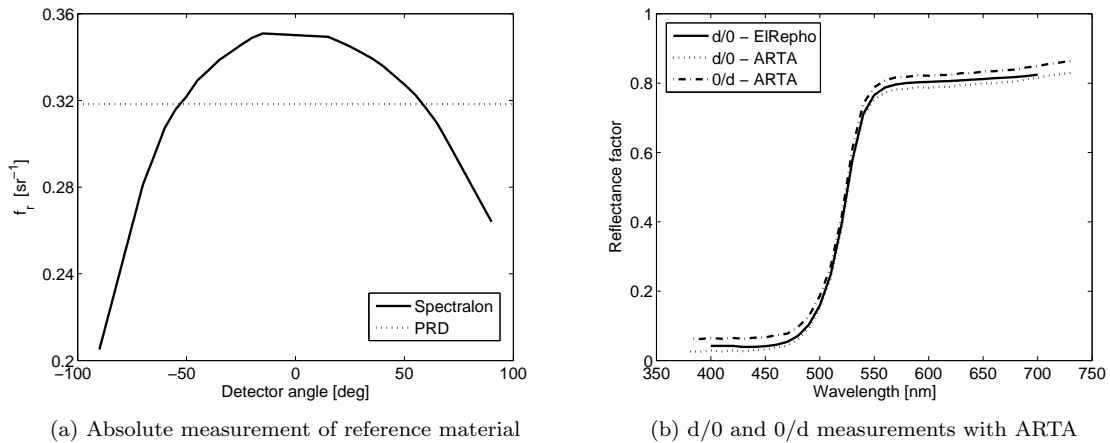 0.36
0.32
0.28
0.24
0.2
f_r [sr⁻¹]
−100
−50
0
50
100
Detector angle [deg]
Spectralon
PRD
(a) Absolute measurement of reference material
1
0.8
0.6
0.4
0.2
0
Reflectance factor
350
400
450
500
550
600
650
700
750
Wavelength [nm]
d/0 − ElRepho
d/0 − ARTA
0/d − ARTA
(b) d/0 and 0/d measurements with ARTA